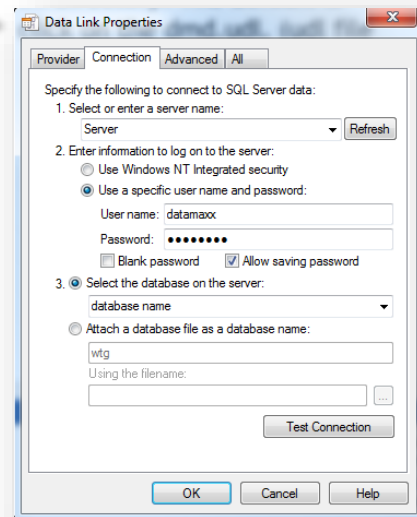 Data Link Properties
Provider Connection Advanced All
Specify the following to connect to SQL Server data:
1. Select or enter a server name:
Server Refresh
2. Enter information to log on to the server:
Use Windows NT Integrated security
Use a specific user name and password:
User name: datamaxx
Password: ●●●●●●●●
Blank password Allow saving password
3. Select the database on the server:
database name
Attach a database file as a database name:
wtg
Using the filename:
...
Test Connection
OK Cancel Help